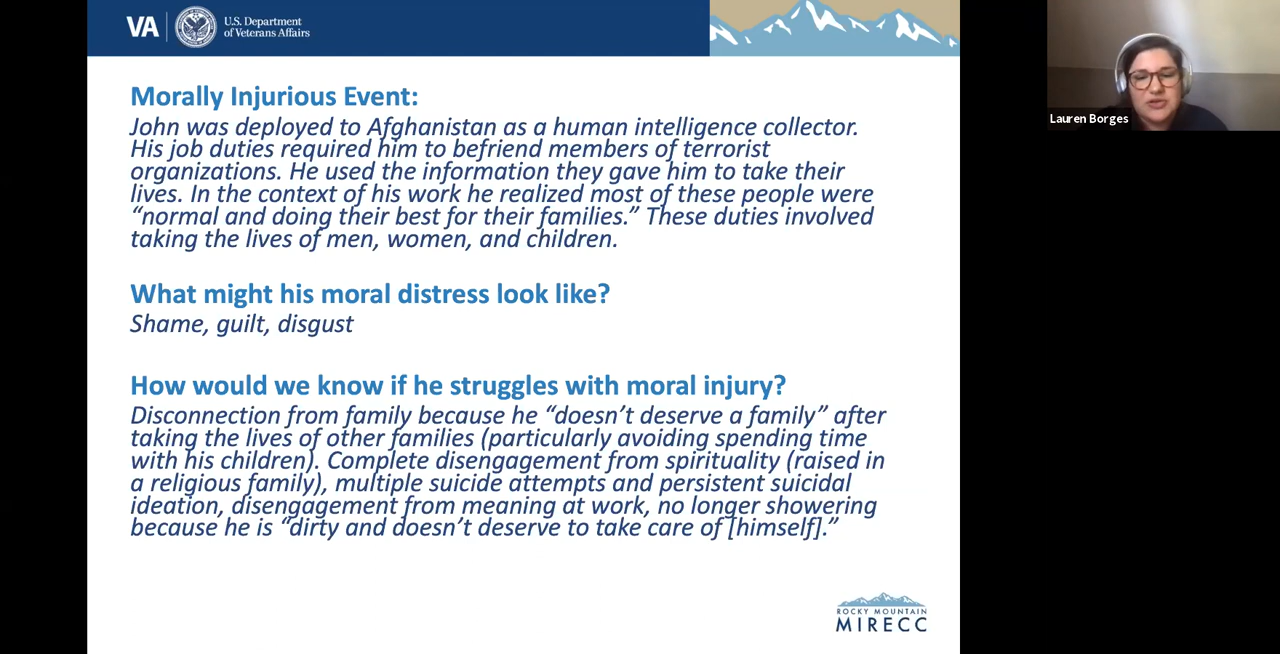 VA
U.S. Department
of Veterans Affairs
Lauren Borges
Morally Injurious Event:
John was deployed to Afghanistan as a human intelligence collector.
His job duties required him to befriend members of terrorist
organizations. He used the information they gave him to take their
lives. In the context of his work he realized most of these people were
“normal and doing their best for their families.” These duties involved
taking the lives of men, women, and children.
What might his moral distress look like?
Shame, guilt, disgust
How would we know if he struggles with moral injury?
Disconnection from family because he “doesn’t deserve a family” after
taking the lives of other families (particularly avoiding spending time
with his children). Complete disengagement from spirituality (raised in
a religious family), multiple suicide attempts and persistent suicidal
ideation, disengagement from meaning at work, no longer showering
because he is “dirty and doesn’t deserve to take care of [himself].”
ROCKY MOUNTAIN
MIRECC